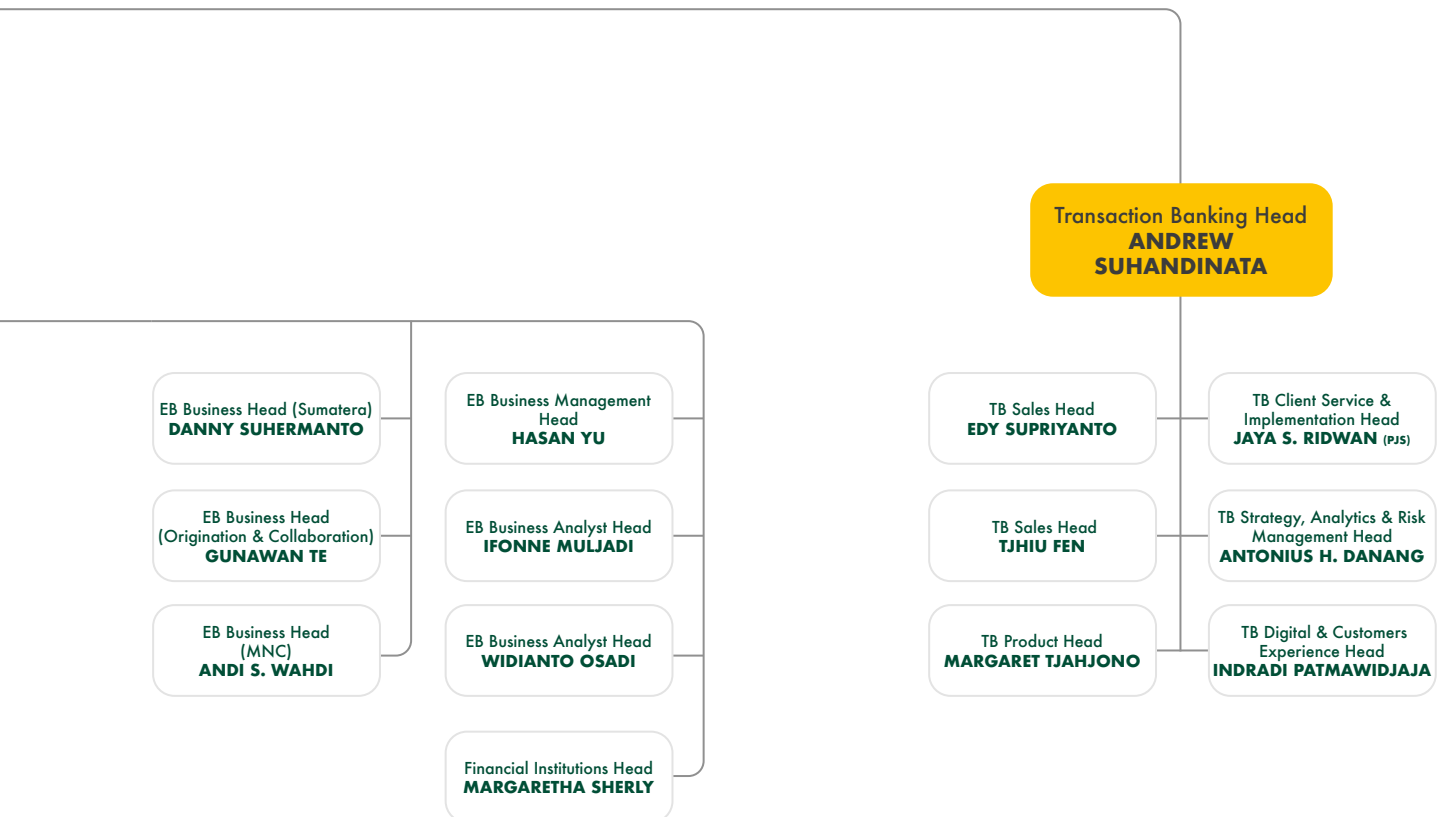 Transaction Banking Head
ANDREW
SUHANDINATA
EB Business Head (Sumatera)
DANNY SUHERMANTO
EB Business Head
(Origination & Collaboration)
GUNAWAN TE
EB Business Head
(MNC)
ANDI S. WAHDI
EB Business Management
Head
HASAN YU
EB Business Analyst Head
IFONNE MULJADI
EB Business Analyst Head
WIDIANTO OSADI
Financial Institutions Head
MARGARETHA SHERLY
TB Sales Head
EDY SUPRIYANTO
TB Sales Head
TJHIU FEN
TB Product Head
MARGARET TJAHJONO
TB Client Service &
Implementation Head
JAYA S. RIDWAN (PJS)
TB Strategy, Analytics & Risk
Management Head
ANTONIUS H. DANANG
TB Digital & Customers
Experience Head
INDRADI PATMAWIDJAJA